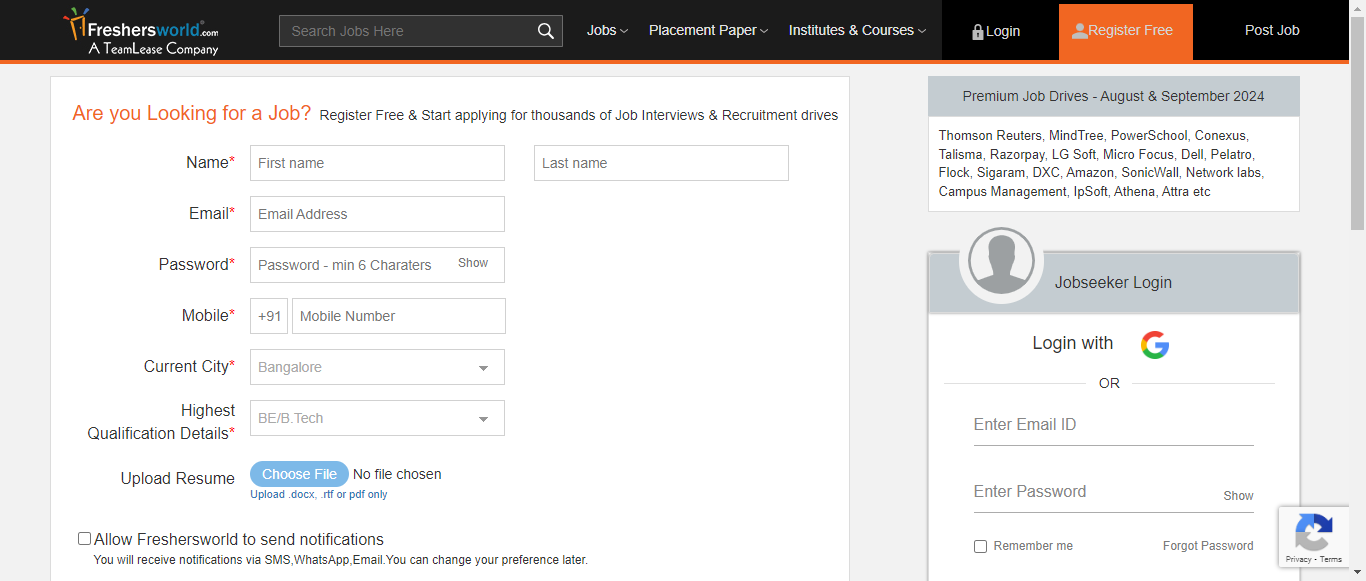 Freshersworld.com
A TeamLease Company
Search Jobs Here
Jobs
Placement Paper
Institutes & Courses
Login
Register Free
Post Job
Are you Looking for a Job? Register Free & Start applying for thousands of Job Interviews & Recruitment drives
Name* First name Last name
Email* Email Address
Password* Password - min 6 Charaters Show
Mobile* +91 Mobile Number
Current City* Bangalore
Highest
Qualification Details* BE/B.Tech
Upload Resume Choose File No file chosen
Upload .docx, .rtf or pdf only
Allow Freshersworld to send notifications
You will receive notifications via SMS,WhatsApp,Email.You can change your preference later.
Premium Job Drives - August & September 2024
Thomson Reuters, MindTree, PowerSchool, Conexus,
Talisma, Razorpay, LG Soft, Micro Focus, Dell, Pelatro,
Flock, Sigaram, DXC, Amazon, SonicWall, Network labs,
Campus Management, IpSoft, Athena, Attra etc
Jobseeker Login
Login with
OR
Enter Email ID
Enter Password Show
Remember me Forgot Password
Privacy - Terms